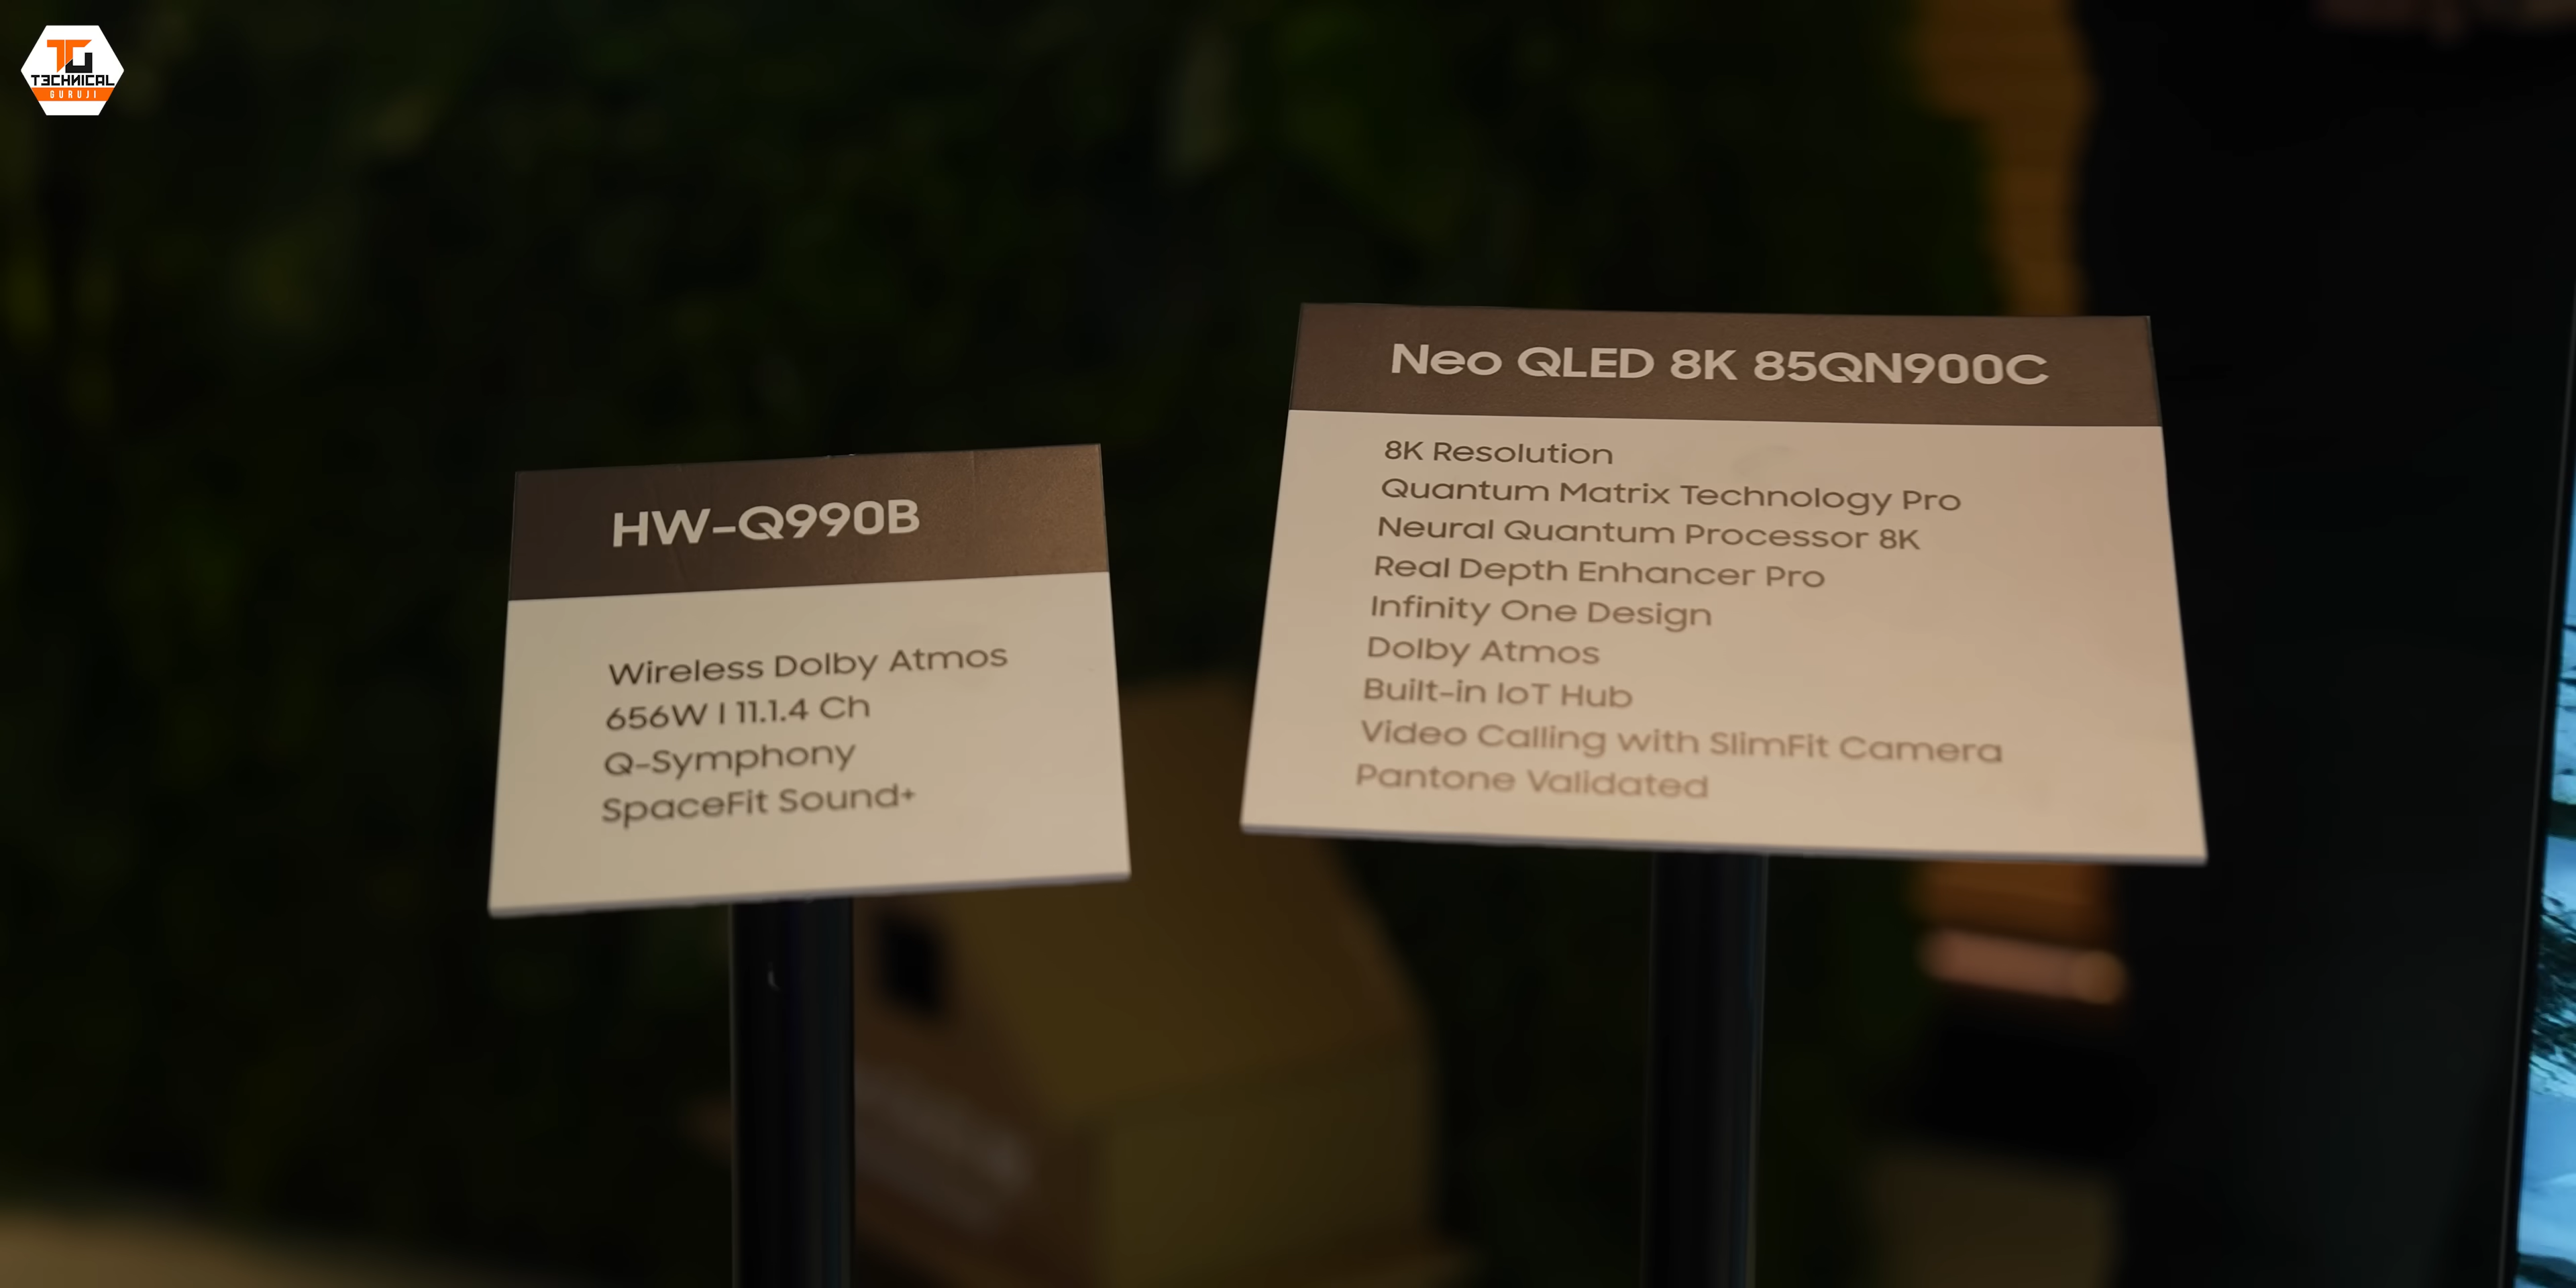 TECHNICAL
GURUJI
HW-Q990B
Wireless Dolby Atmos
656W | 11.1.4 Ch
Q-Symphony
SpaceFit Sound+
Neo QLED 8K 85QN900C
8K Resolution
Quantum Matrix Technology Pro
Neural Quantum Processor 8K
Real Depth Enhancer Pro
Infinity One Design
Dolby Atmos
Built-in IoT Hub
Video Calling with SlimFit Camera
Pantone Validated